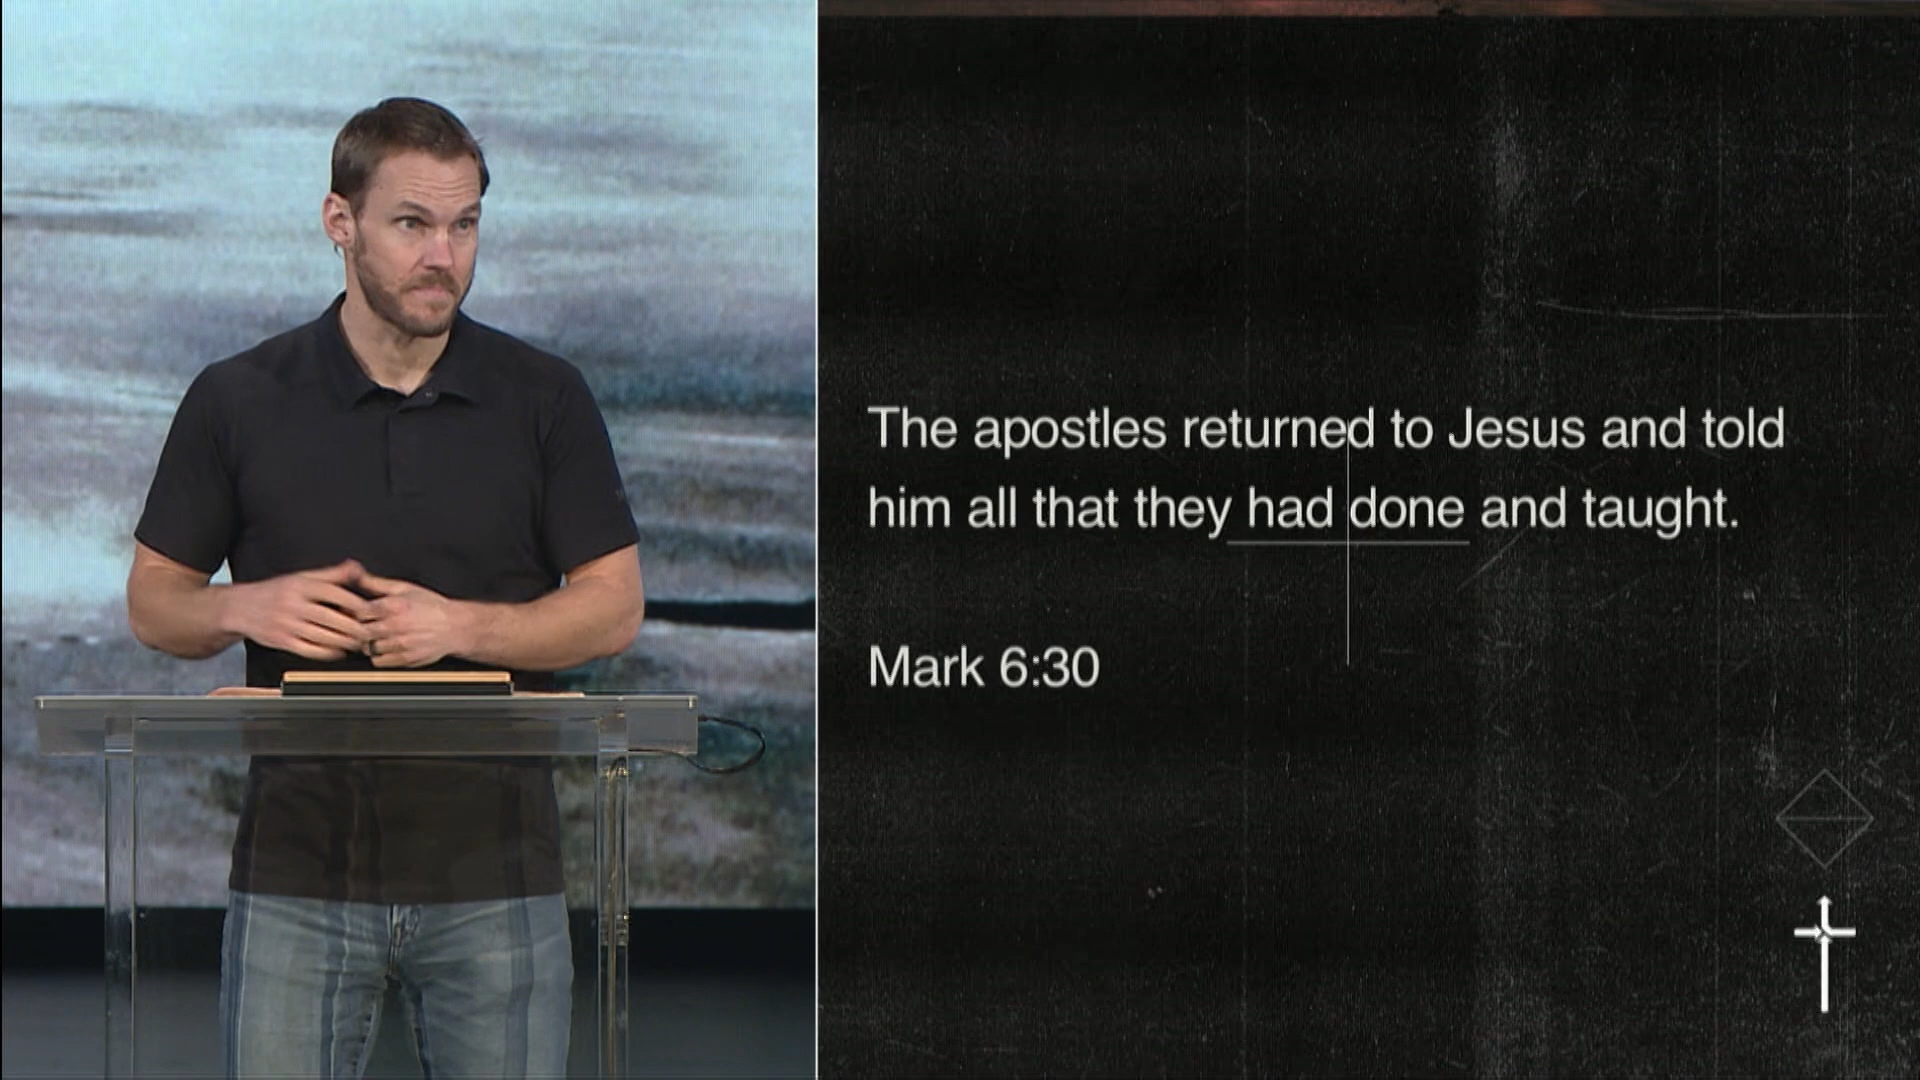 The apostles returned to Jesus and told
him all that they had done and taught.
Mark 6:30